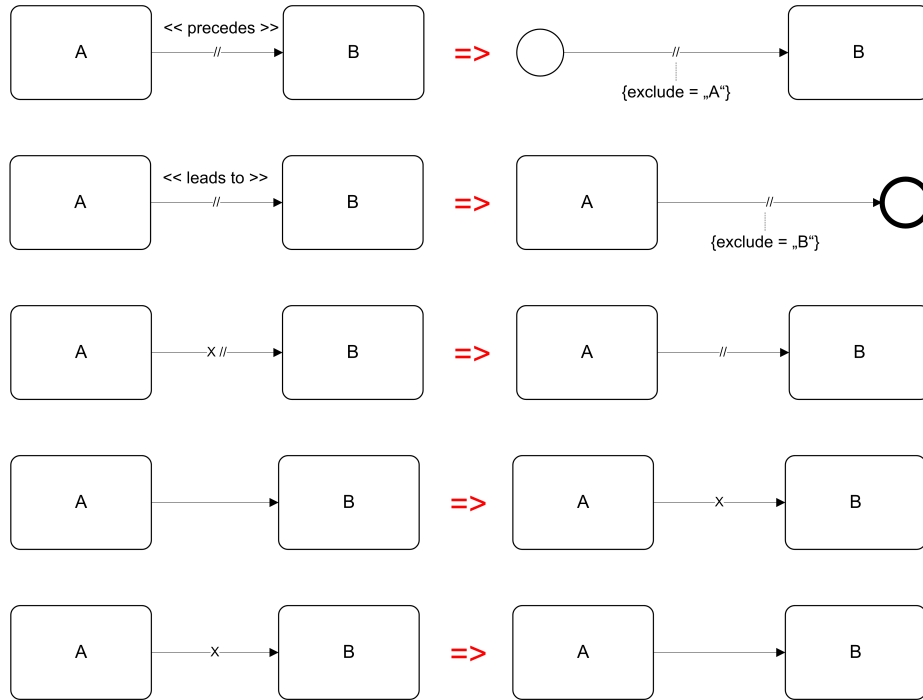 << precedes >>
A // B => // B
{exclude = „A“}
<< leads to >>
A // B => A //
{exclude = „B“}
A X // B => A // B
A B => A X B
A X B => A B